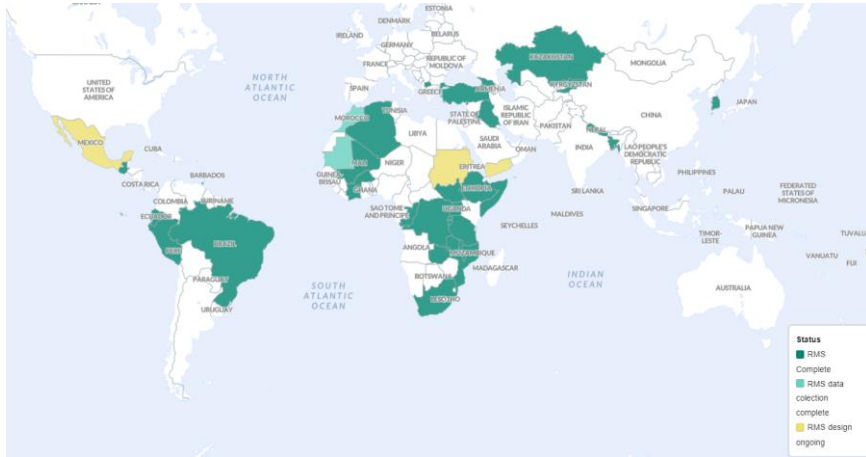 ESTONIA
DENMARK
IRELAND
BELARUS
GERMANY
REPUBLIC OF
MOLDOVA
FRANCE
KAZAKHSTAN
MONGOLIA
UNITED
STATES OF
AMERICA
NORTH
ATLANTIC
OCEAN
SPAIN
GREECE
ARMENIA
KYRGYZSTAN
TUNISIA
ISLAMIC
REPUBLIC
OF IRAN
CHINA
JAPAN
MOROCCO
STATE OF
PALESTINE
PAKISTAN
LIBYA
NEPAL
MEXICO
CUBA
SAUDI
ARABIA
OMAN
INDIA
LAO PEOPLE'S
DEMOCRATIC
REPUBLIC
MALI
NIGER
ERITREA
COSTA RICA
BARBADOS
GUINEA-
BISSAU
GHANA
ETHIOPIA
SRI LANKA
PHILIPPINES
PALAU
FEDERATED
STATES OF
MICRONESIA
COLOMBIA
SURINAME
ECUADOR
SAO TOME
AND PRINCIPE
UGANDA
SEYCHELLES
MALDIVES
SINGAPORE
PERU
BRAZIL
ANGOLA
MOZAMBIQUE
MADAGASCAR
TIMOR-
LESTE
PAPUA NEW
GUINEA
TUVALU
VANUATU
FIJI
PARAGUAY
URUGUAY
SOUTH
ATLANTIC
OCEAN
BOTSWANA
LESOTHO
INDIAN
OCEAN
AUSTRALIA
Status
RMS
Complete
RMS data
colection
complete
RMS design
ongoing